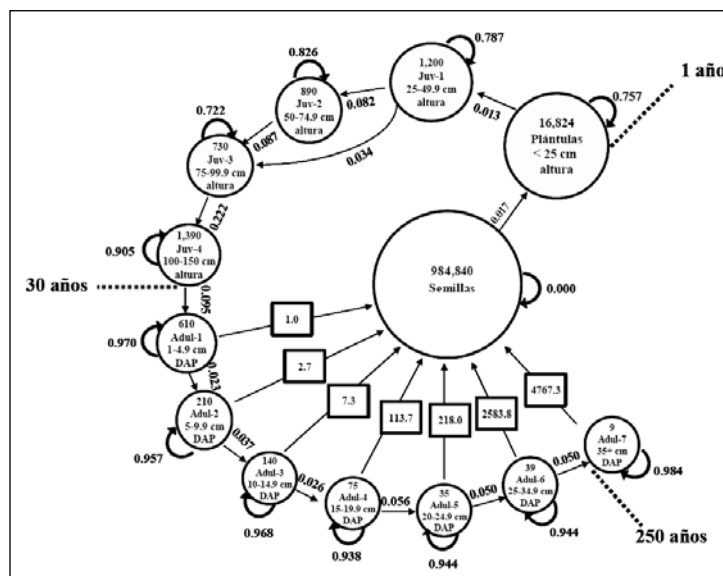 0.787
1,200
Juv-1
25-49.9 cm
altura
0.826
890
Juv-2
50-74.9 cm
altura
0.082
0.013
1 año
0.757
16,824
Plántulas
< 25 cm
altura
0.722
730
Juv-3
75-99.9 cm
altura
0.087
0.034
0.017
0.222
984,840
Semillas
0.000
0.905
1,390
Juv-4
100-150 cm
altura
30 años
0.095
0.970
610
Adul-1
1-4.9 cm
DAP
1.0
0.023
2.7
7.3
113.7
218.0
2583.8
4767.3
0.957
210
Adul-2
5-9.9 cm
DAP
0.037
0.968
140
Adul-3
10-14.9 cm
DAP
0.026
0.938
75
Adul-4
15-19.9 cm
DAP
0.056
0.944
35
Adul-5
20-24.9 cm
DAP
0.050
0.944
39
Adul-6
25-34.9 cm
DAP
0.050
9
Adul-7
35+ cm
DAP
0.984
250 años